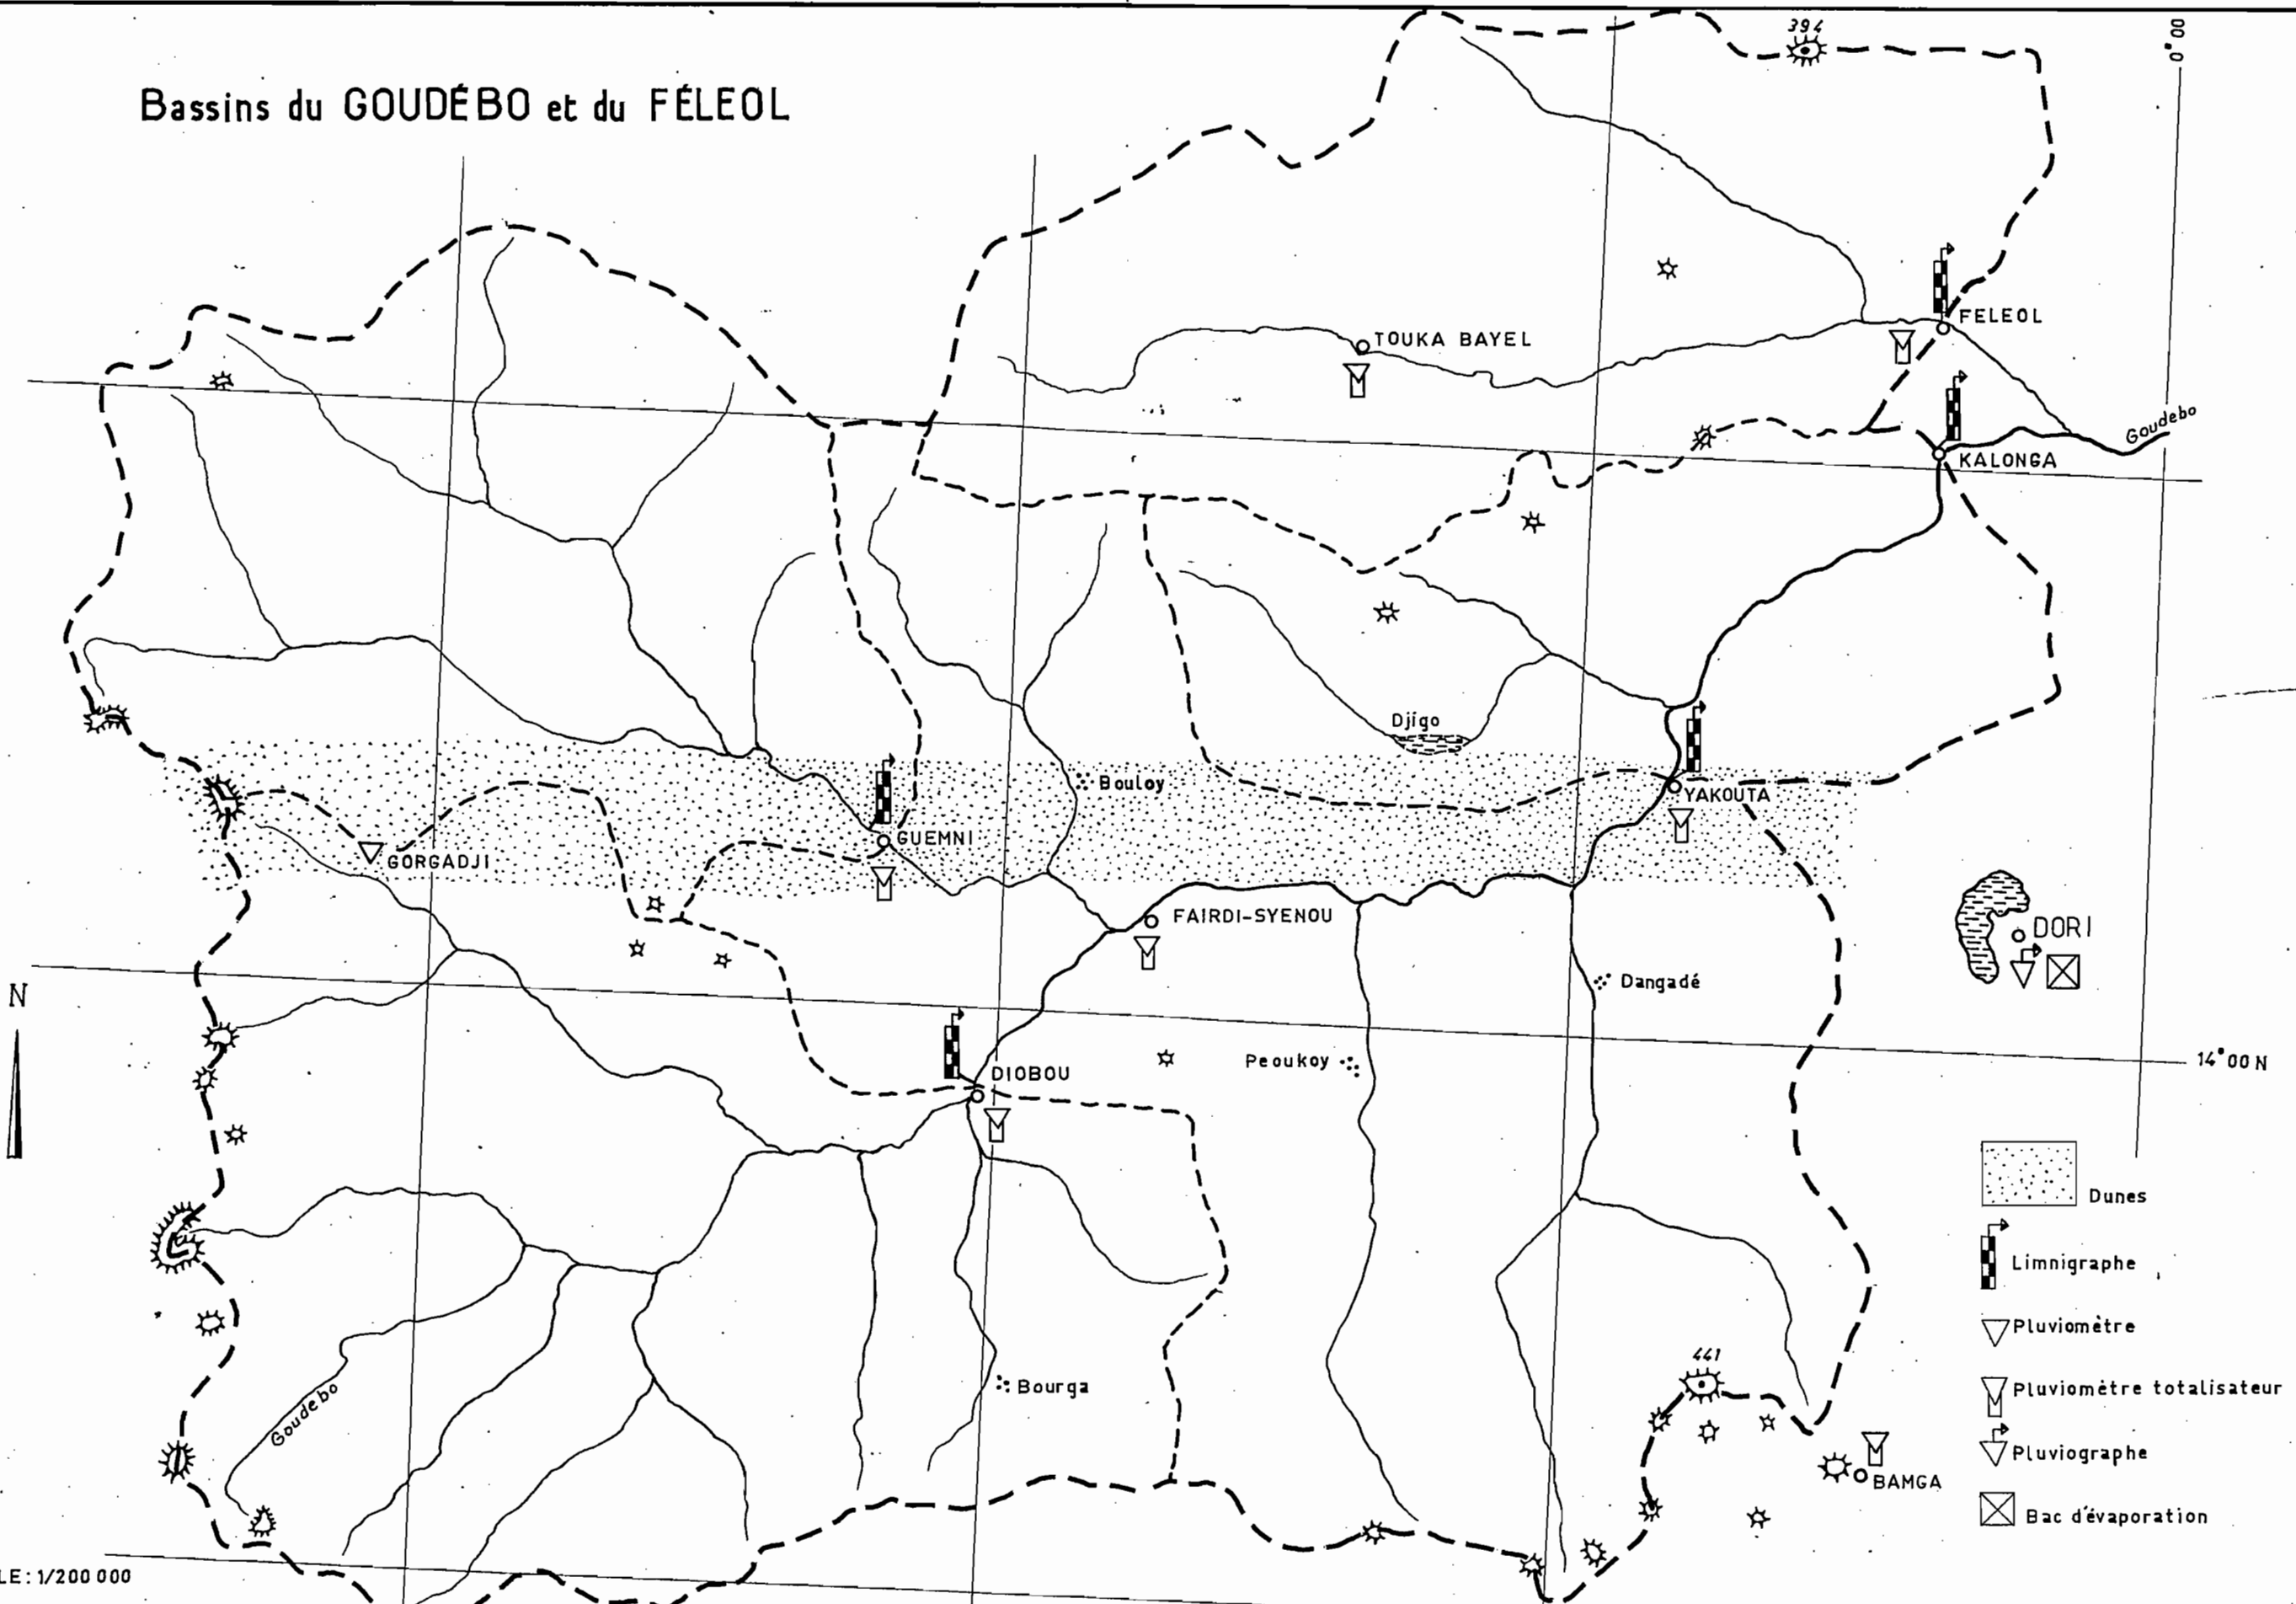 394
0°00
Bassins du GOUDÉBO et du FÉLEOL
FELEOL
TOUKA BAYEL
Goudebo
KALONGA
Djigo
Bouloy
YAKOUTA
GUEMNI
GORGADJI
FAIRDI-SYENOU
DORI
Dangadé
N
Peoukoy
14°00 N
DIOBOU
Dunes
Limnigraphe
Pluviomètre
441
Bourga
Pluviomètre totalisateur
Goudebo
Pluviographe
BAMGA
Bac d'évaporation
LE: 1/200 000